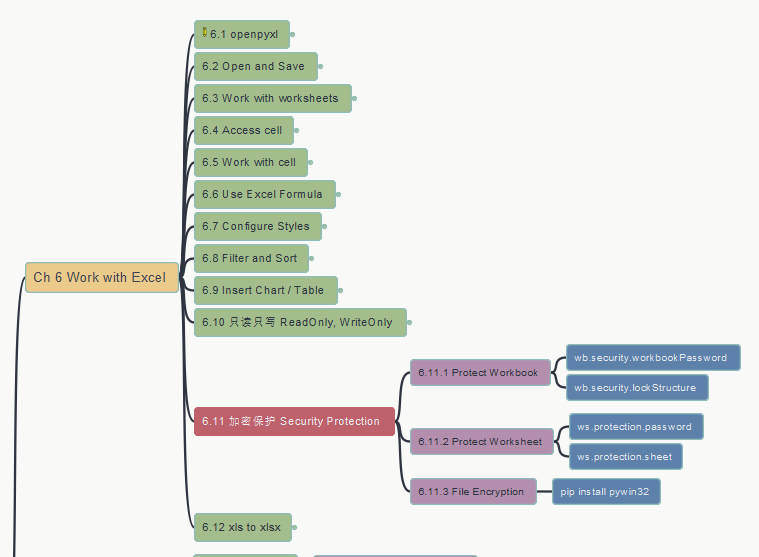 6.1 openpyxl
6.2 Open and Save
6.3 Work with worksheets
6.4 Access cell
6.5 Work with cell
6.6 Use Excel Formula
6.7 Configure Styles
6.8 Filter and Sort
Ch 6 Work with Excel
6.9 Insert Chart / Table
6.10 只读只写 ReadOnly, WriteOnly
6.11 加密保护 Security Protection
6.11.1 Protect Workbook
wb.security.workbookPassword
wb.security.lockStructure
6.11.2 Protect Worksheet
ws.protection.password
ws.protection.sheet
6.11.3 File Encryption
pip install pywin32
6.12 xls to xlsx